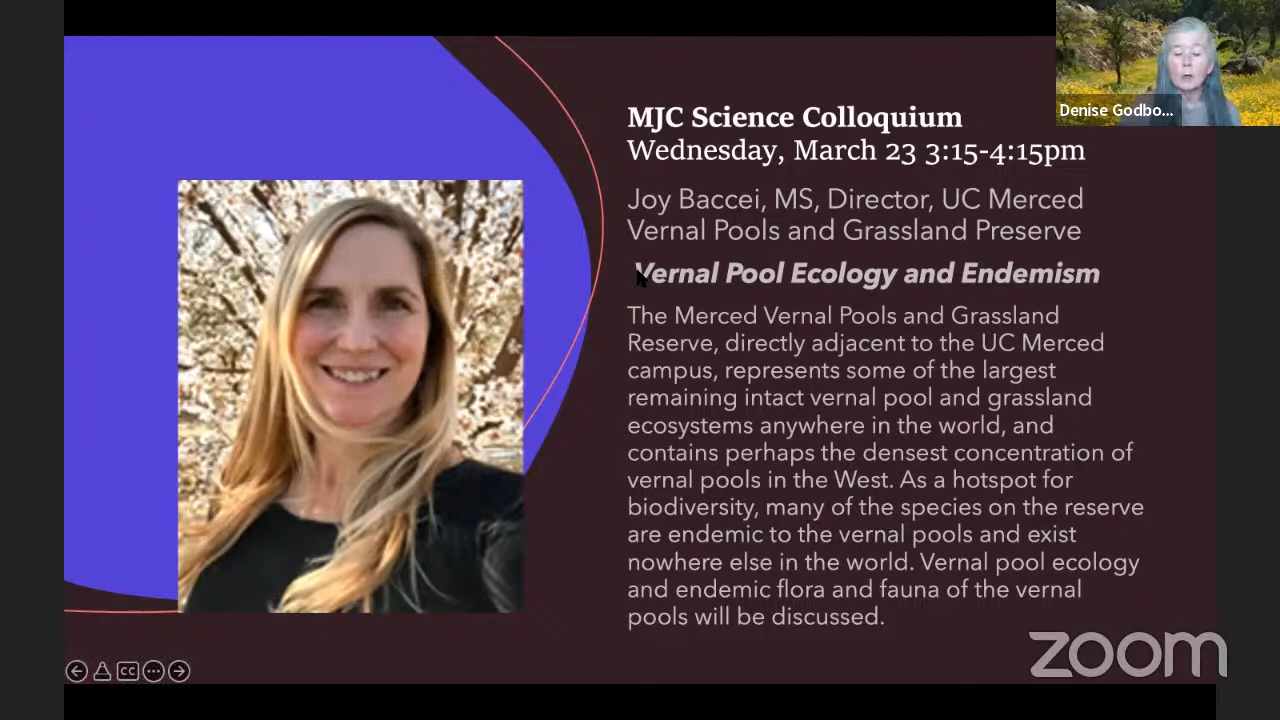 Denise Godbo...
MJC Science Colloquium
Wednesday, March 23 3:15-4:15pm
Joy Baccei, MS, Director, UC Merced
Vernal Pools and Grassland Preserve
Vernal Pool Ecology and Endemism
The Merced Vernal Pools and Grassland
Reserve, directly adjacent to the UC Merced
campus, represents some of the largest
remaining intact vernal pool and grassland
ecosystems anywhere in the world, and
contains perhaps the densest concentration of
vernal pools in the West. As a hotspot for
biodiversity, many of the species on the reserve
are endemic to the vernal pools and exist
nowhere else in the world. Vernal pool ecology
and endemic flora and fauna of the vernal
pools will be discussed.
zoom
CC